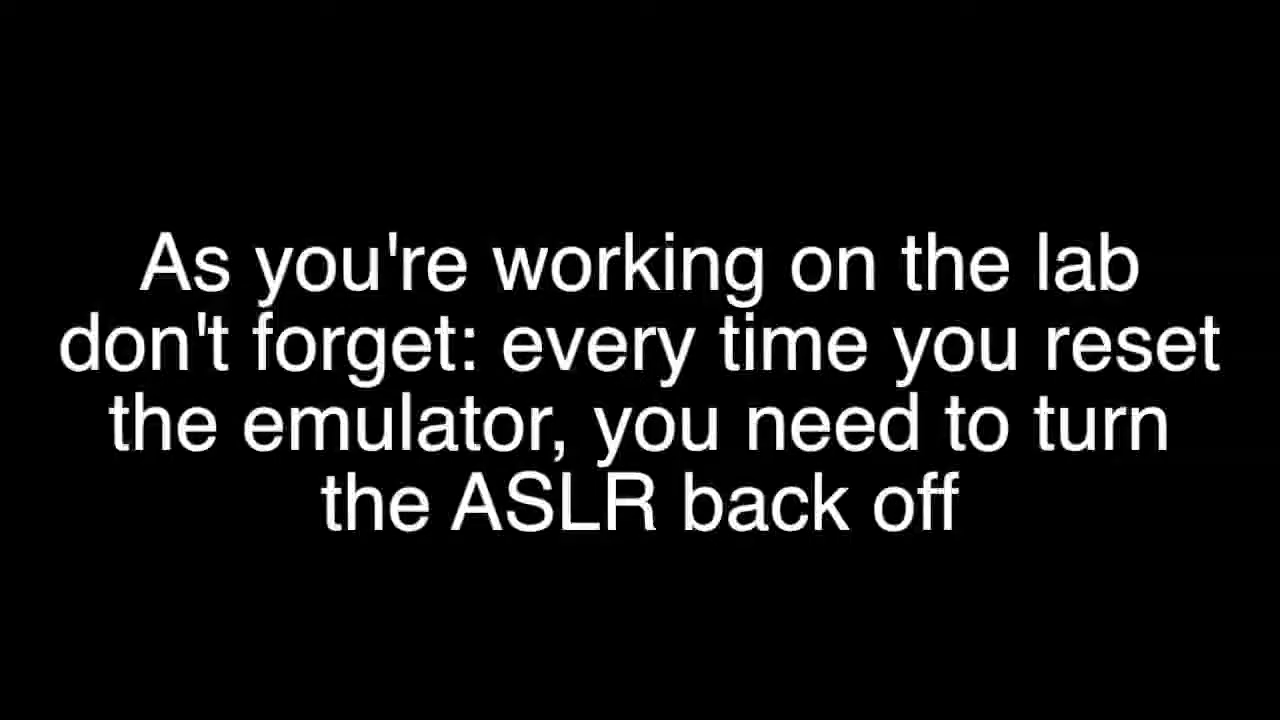 As you're working on the lab
don't forget: every time you reset
the emulator, you need to turn
the ASLR back off